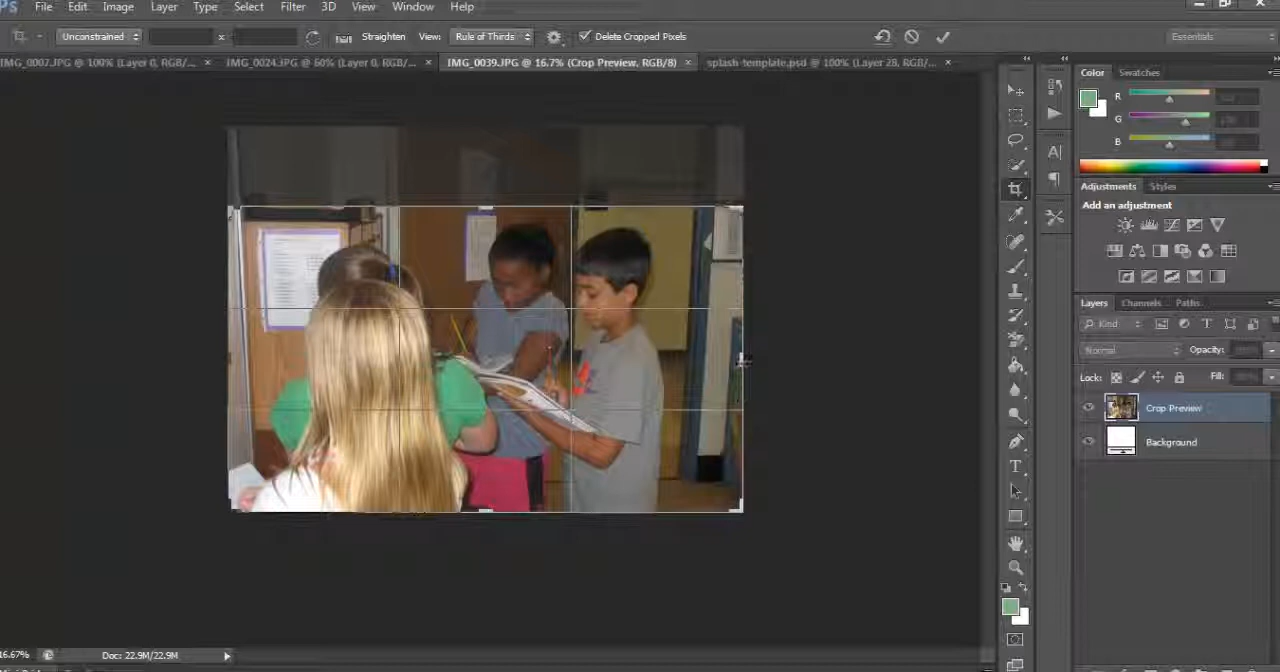 Ps File Edit Image Layer Type Select Filter 3D View Window Help
Unconstrained x Straighten View: Rule of Thirds Delete Cropped Pixels Essentials
IMG_0007.JPG @ 100% (Layer 0, RGB/... × IMG_0024.JPG @ 60% (Layer 0, RGB/... × IMG_0039.JPG @ 16.7% (Crop Preview, RGB/8) × splash-template.psd @ 100% (Layer 28, RGB/... ×
Color Swatches
R
G
B
Adjustments Styles
Add an adjustment
Layers Channels Paths
Kind
Normal Opacity:
Lock: Fill:
Crop Preview
Background
16.67% Doc: 22.9M/22.9M